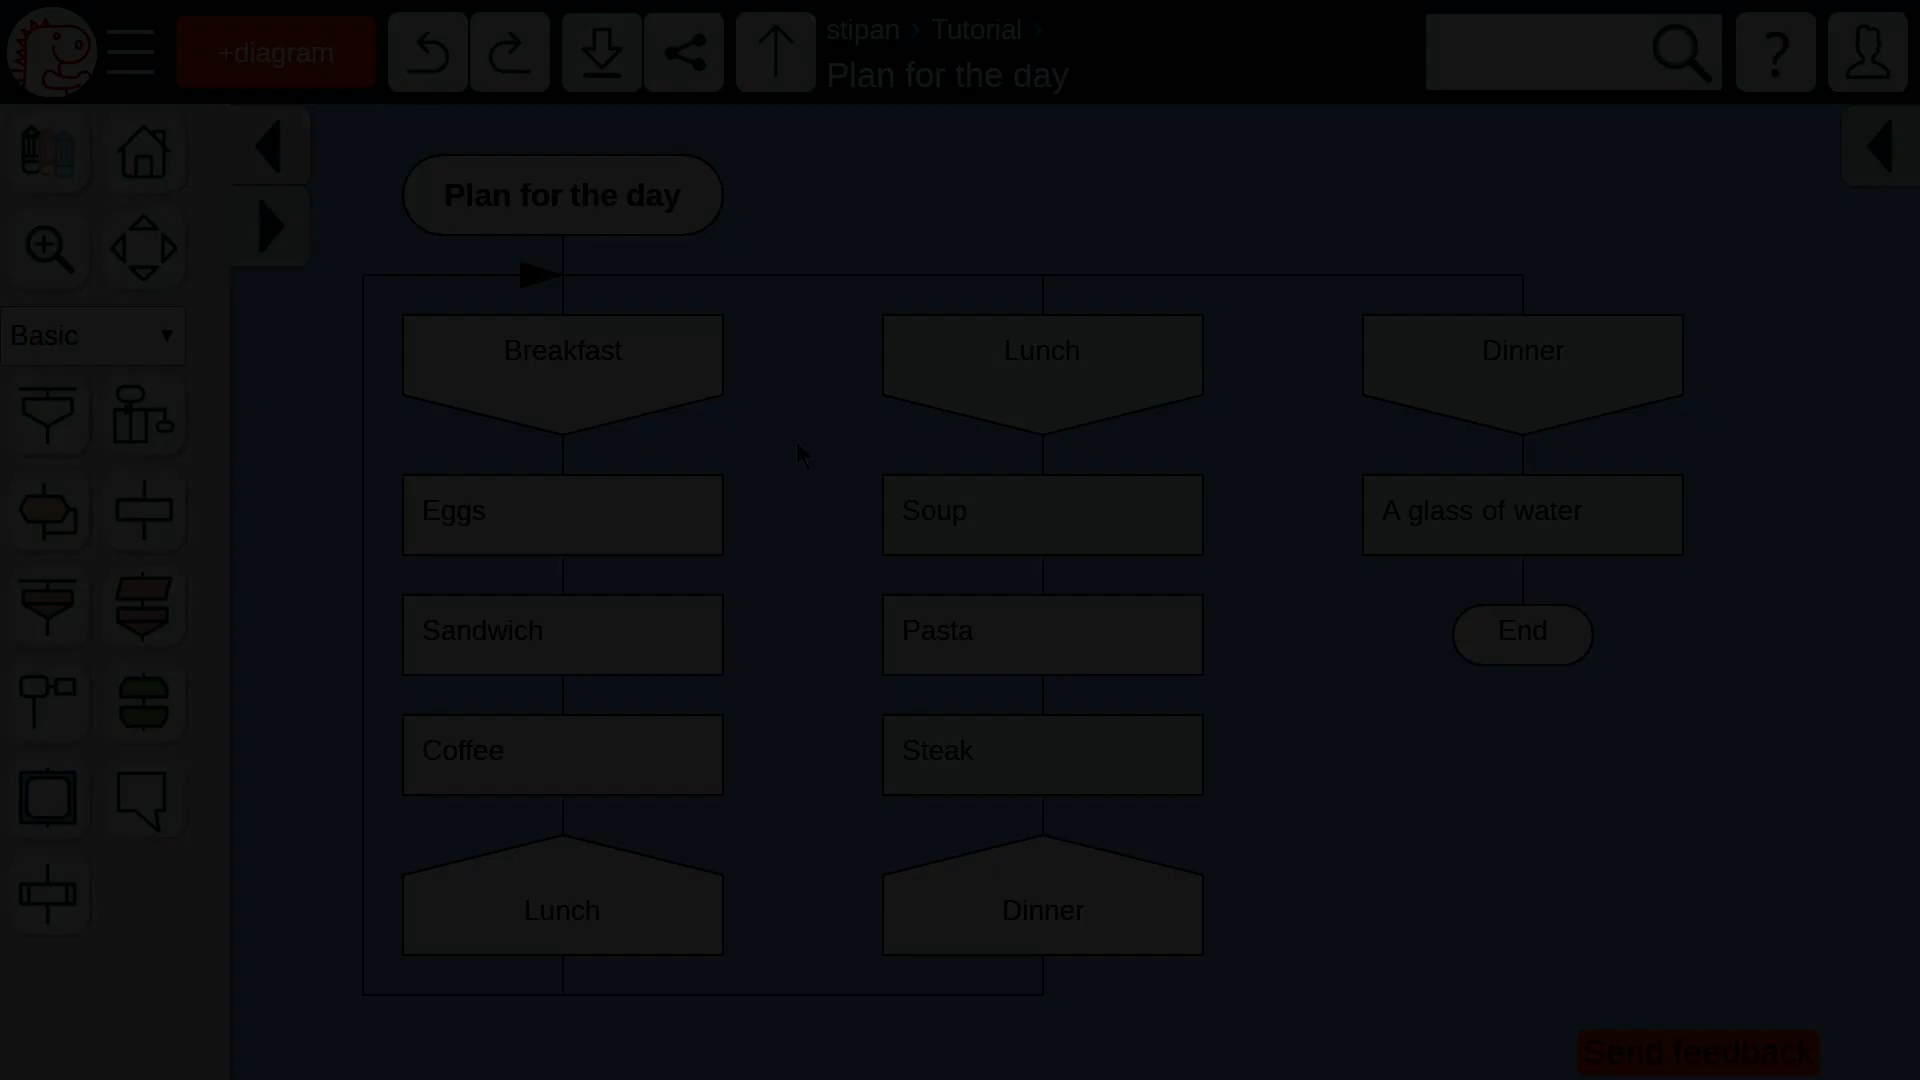 +diagram
stipan › Tutorial ›
Plan for the day
?
Basic
Plan for the day
Breakfast
Lunch
Dinner
Eggs
Soup
A glass of water
Sandwich
Pasta
End
Coffee
Steak
Lunch
Dinner
Send feedback